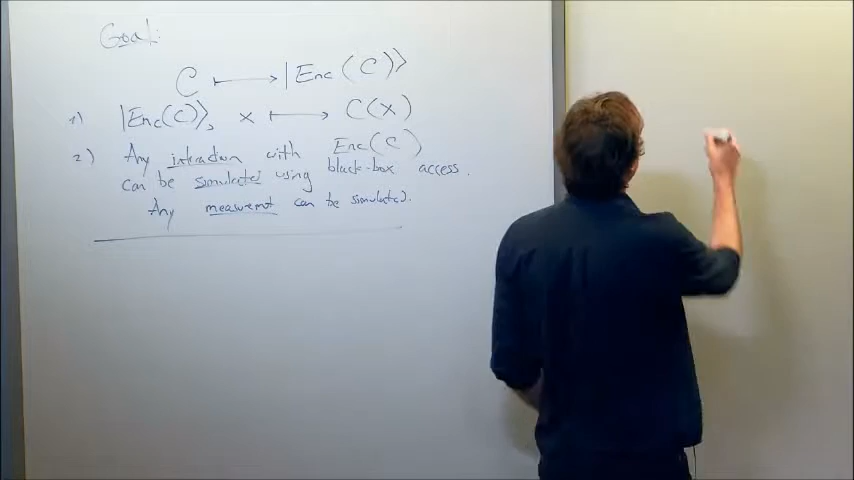 Goal:
C ⟼ |Enc(C)⟩
1) |Enc(C)⟩, x ⟼ C(x)
2) Any interaction with Enc(C)
can be simulated using black-box access.
Any measuremt can be simulated.